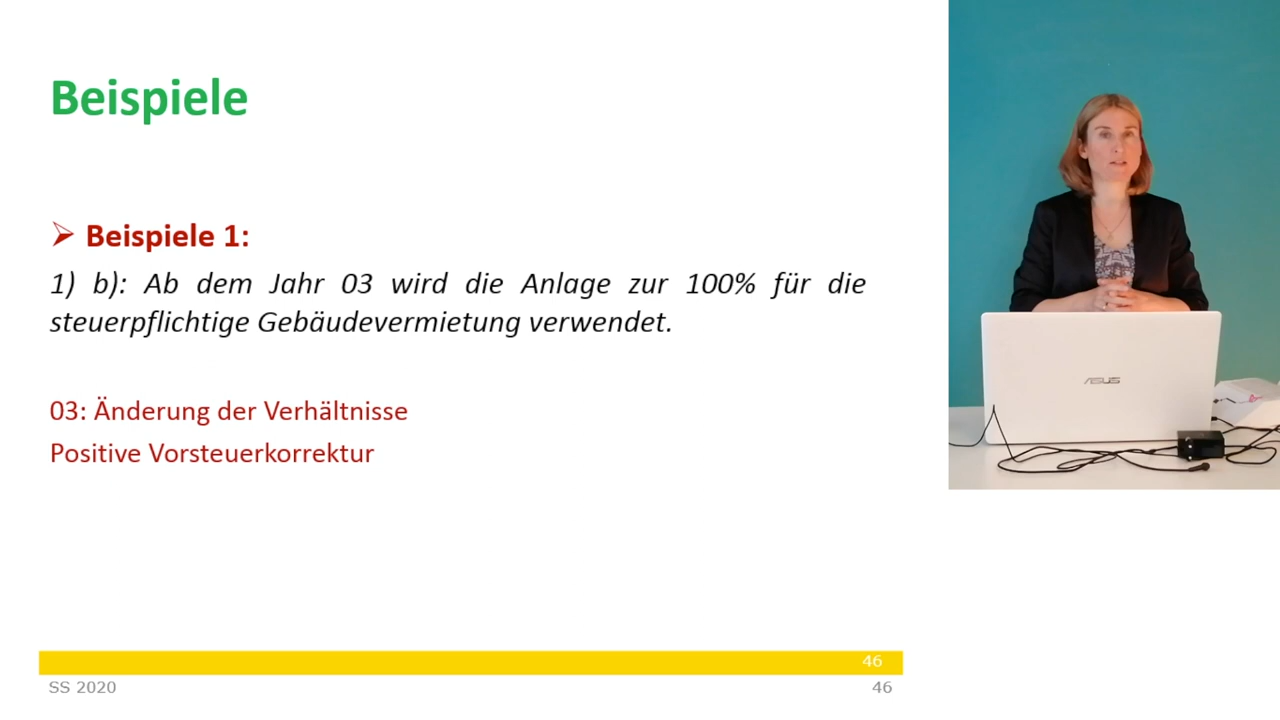 Beispiele
➢ Beispiele 1:
1) b): Ab dem Jahr 03 wird die Anlage zur 100% für die
steuerpflichtige Gebäudevermietung verwendet.
03: Änderung der Verhältnisse
Positive Vorsteuerkorrektur
46
SS 2020
46
ASUS